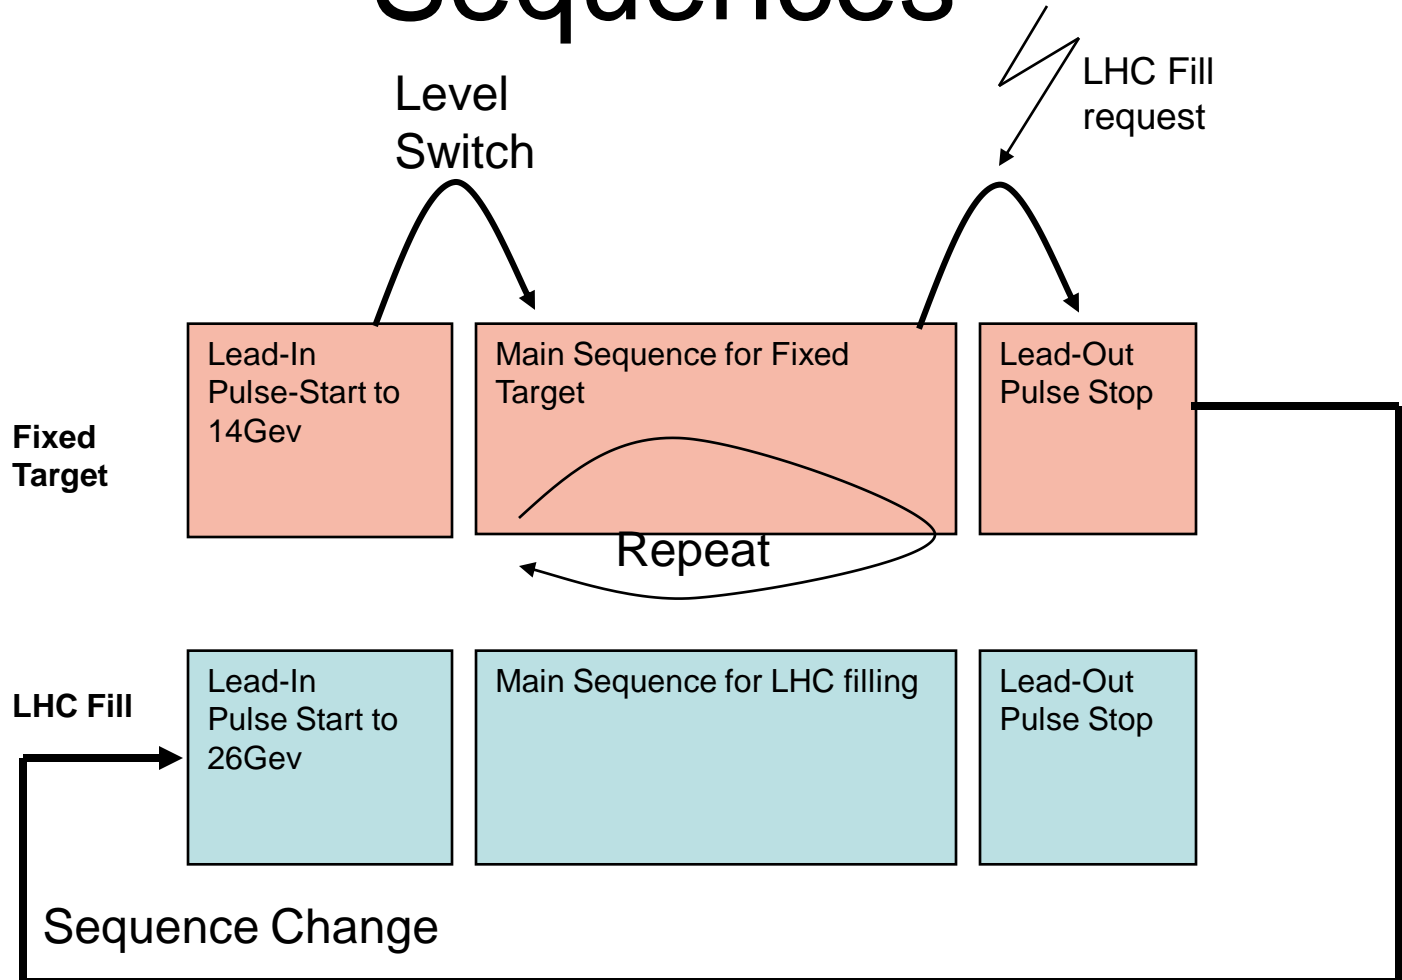 Sequences
Level
Switch
LHC Fill
request
Lead-In
Pulse-Start to
14Gev
Main Sequence for Fixed
Target
Lead-Out
Pulse Stop
Fixed
Target
Repeat
LHC Fill
Lead-In
Pulse Start to
26Gev
Main Sequence for LHC filling
Lead-Out
Pulse Stop
Sequence Change